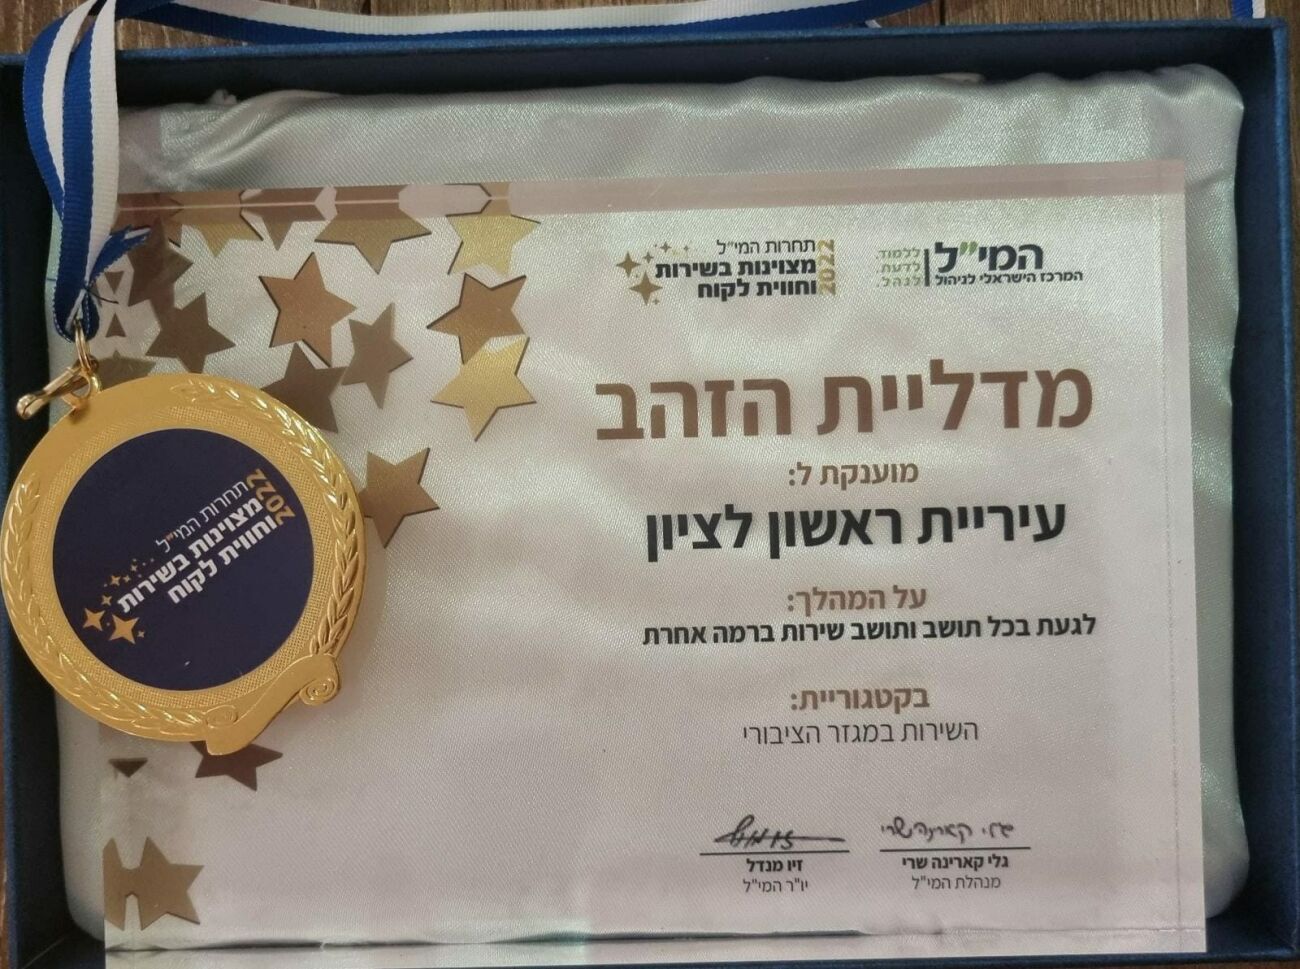 המי"ל
המרכז הישראלי לניהול
ללמוד.
לדעת.
לנהל.
תחרות המי"ל
מצוינות בשירות
וחווית לקוח
2022
מדליית הזהב
מוענקת ל:
עיריית ראשון לציון
על המהלך:
לגעת בכל תושב ותושב שירות ברמה אחרת
בקטגוריית:
השירות במגזר הציבורי
גלי קארינה שרי
מנהלת המי"ל
זיו מנדל
יו"ר המי"ל
תחרות המי"ל
מצוינות בשירות
וחווית לקוח
2022